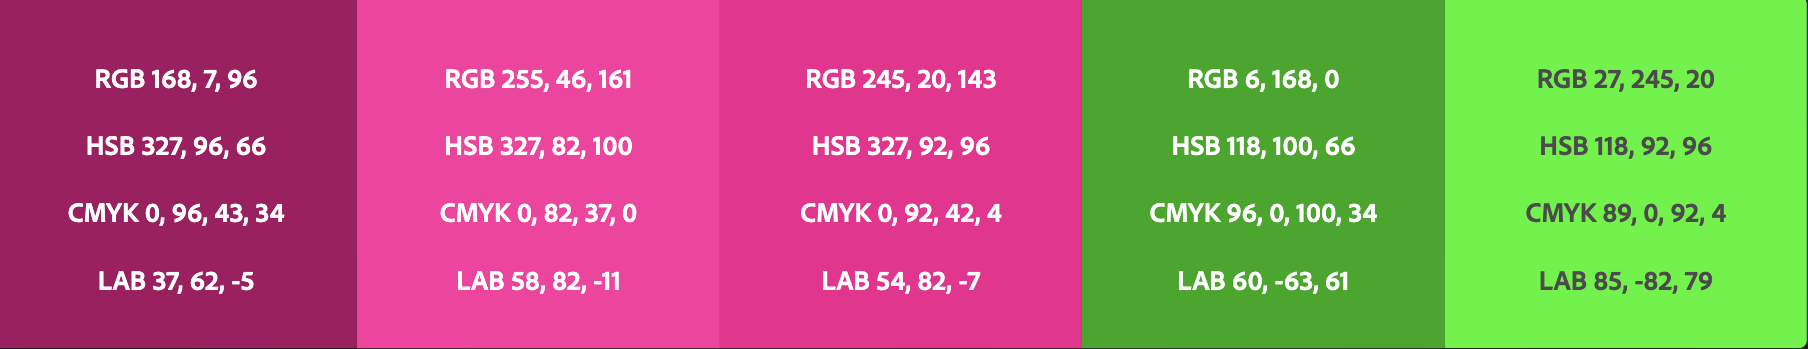 RGB 168, 7, 96
HSB 327, 96, 66
CMYK 0, 96, 43, 34
LAB 37, 62, -5
RGB 255, 46, 161
HSB 327, 82, 100
CMYK 0, 82, 37, 0
LAB 58, 82, -11
RGB 245, 20, 143
HSB 327, 92, 96
CMYK 0, 92, 42, 4
LAB 54, 82, -7
RGB 6, 168, 0
HSB 118, 100, 66
CMYK 96, 0, 100, 34
LAB 60, -63, 61
RGB 27, 245, 20
HSB 118, 92, 96
CMYK 89, 0, 92, 4
LAB 85, -82, 79